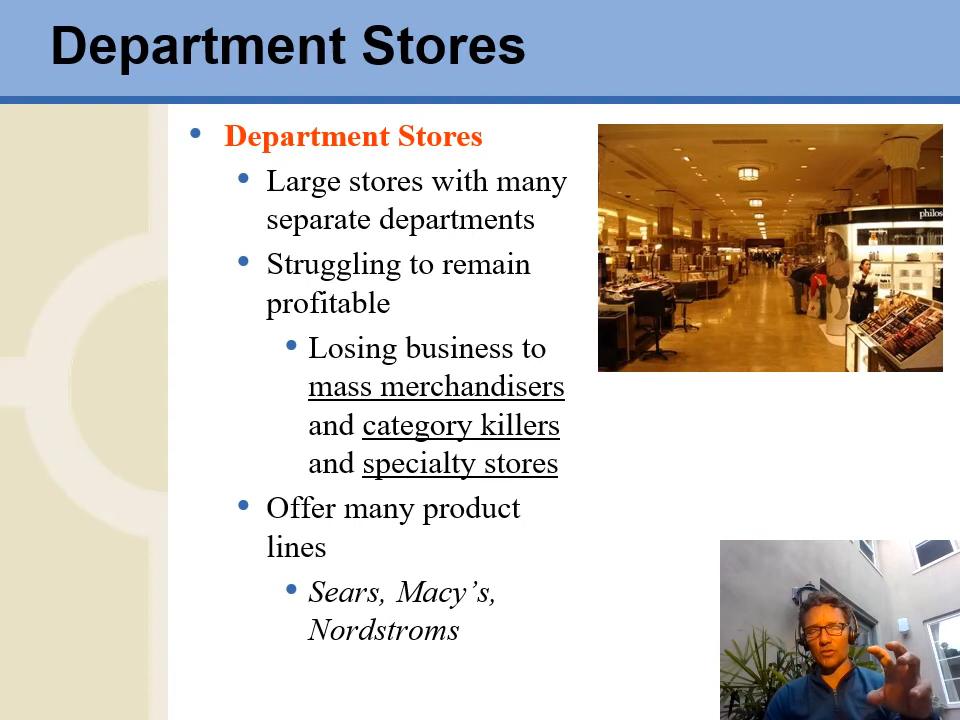 Department Stores
Department Stores
Large stores with many
separate departments
Struggling to remain
profitable
Losing business to
mass merchandisers
and category killers
and specialty stores
Offer many product
lines
Sears, Macy's,
Nordstroms
philos